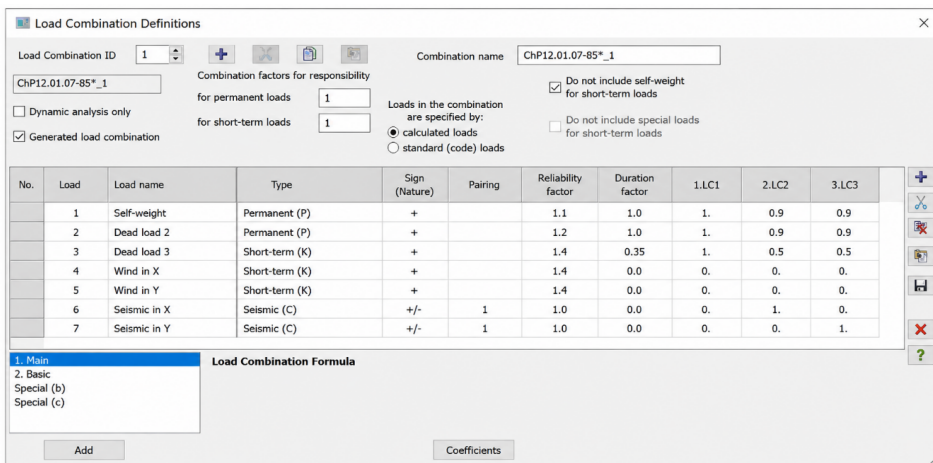 Load Combination Definitions
Load Combination ID 1
Combination name ChP12.01.07-85*_1
ChP12.01.07-85*_1
Combination factors for responsibility
for permanent loads 1
for short-term loads 1
Dynamic analysis only
Generated load combination
Loads in the combination
are specified by:
calculated loads
standard (code) loads
Do not include self-weight
for short-term loads
Do not include special loads
for short-term loads
No. Load Load name Type Sign (Nature) Pairing Reliability factor Duration factor 1.LC1 2.LC2 3.LC3
1 Self-weight Permanent (P) + 1.1 1.0 1. 0.9 0.9
2 Dead load 2 Permanent (P) + 1.2 1.0 1. 0.9 0.9
3 Dead load 3 Short-term (K) + 1.4 0.35 1. 0.5 0.5
4 Wind in X Short-term (K) + 1.4 0.0 0. 0. 0.
5 Wind in Y Short-term (K) + 1.4 0.0 0. 0. 0.
6 Seismic in X Seismic (C) +/- 1 1.0 0.0 0. 1. 0.
7 Seismic in Y Seismic (C) +/- 1 1.0 0.0 0. 0. 1.
1. Main
2. Basic
Special (b)
Special (c)
Load Combination Formula
Add
Coefficients